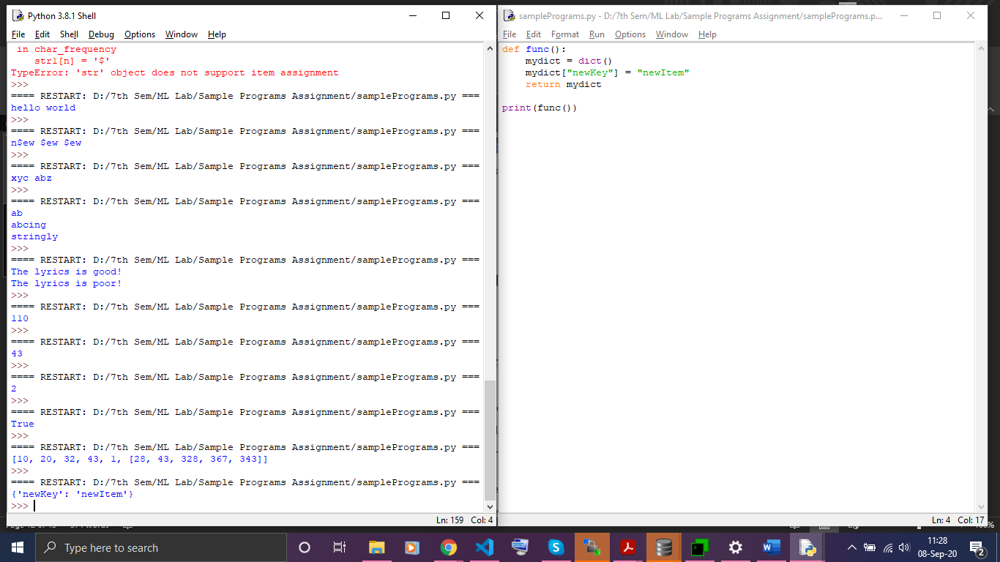 Python 3.8.1 Shell
File Edit Shell Debug Options Window Help
 in char_frequency
    str1[n] = '$'
TypeError: 'str' object does not support item assignment
>>>
==== RESTART: D:/7th Sem/ML Lab/Sample Programs Assignment/samplePrograms.py ===
hello world
>>>
==== RESTART: D:/7th Sem/ML Lab/Sample Programs Assignment/samplePrograms.py ===
n$ew $ew $ew
>>>
==== RESTART: D:/7th Sem/ML Lab/Sample Programs Assignment/samplePrograms.py ===
xyc abz
>>>
==== RESTART: D:/7th Sem/ML Lab/Sample Programs Assignment/samplePrograms.py ===
ab
abcing
stringly
>>>
==== RESTART: D:/7th Sem/ML Lab/Sample Programs Assignment/samplePrograms.py ===
The lyrics is good!
The lyrics is poor!
>>>
==== RESTART: D:/7th Sem/ML Lab/Sample Programs Assignment/samplePrograms.py ===
110
>>>
==== RESTART: D:/7th Sem/ML Lab/Sample Programs Assignment/samplePrograms.py ===
43
>>>
==== RESTART: D:/7th Sem/ML Lab/Sample Programs Assignment/samplePrograms.py ===
2
>>>
==== RESTART: D:/7th Sem/ML Lab/Sample Programs Assignment/samplePrograms.py ===
True
>>>
==== RESTART: D:/7th Sem/ML Lab/Sample Programs Assignment/samplePrograms.py ===
[10, 20, 32, 43, 1, [28, 43, 328, 367, 343]]
>>>
==== RESTART: D:/7th Sem/ML Lab/Sample Programs Assignment/samplePrograms.py ===
{'newKey': 'newItem'}
>>>
Ln: 159 Col: 4
samplePrograms.py - D:/7th Sem/ML Lab/Sample Programs Assignment/samplePrograms.p...
File Edit Format Run Options Window Help
def func():
    mydict = dict()
    mydict["newKey"] = "newItem"
    return mydict
print(func())
Ln: 4 Col: 17
Type here to search
11:28
08-Sep-20
2